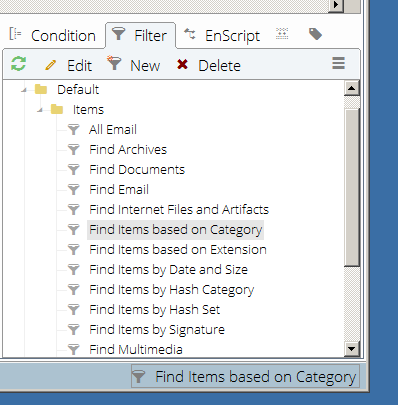 Condition Filter EnScript
Edit New Delete
Default
Items
All Email
Find Archives
Find Documents
Find Email
Find Internet Files and Artifacts
Find Items based on Category
Find Items based on Extension
Find Items by Date and Size
Find Items by Hash Category
Find Items by Hash Set
Find Items by Signature
Find Multimedia
Find Items based on Category